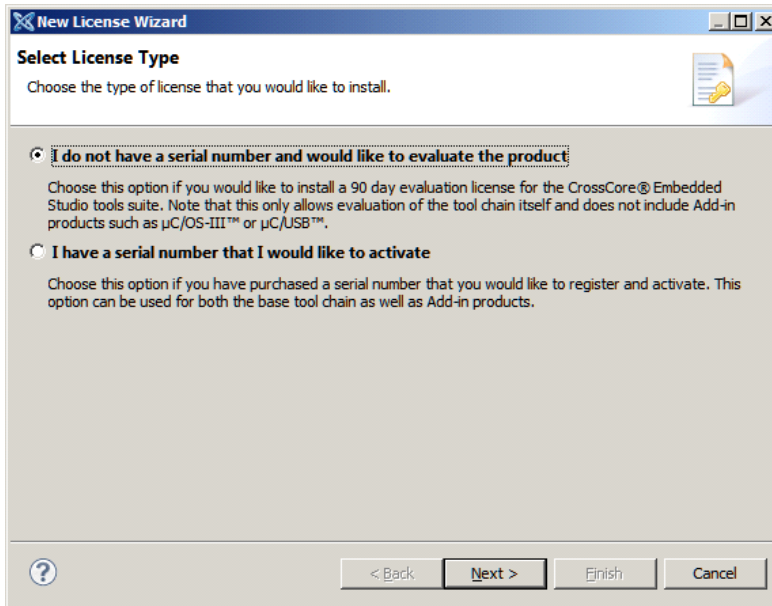 New License Wizard
Select License Type
Choose the type of license that you would like to install.
I do not have a serial number and would like to evaluate the product
Choose this option if you would like to install a 90 day evaluation license for the CrossCore® Embedded
Studio tools suite. Note that this only allows evaluation of the tool chain itself and does not include Add-in
products such as µC/OS-III™ or µC/USB™.
I have a serial number that I would like to activate
Choose this option if you have purchased a serial number that you would like to register and activate. This
option can be used for both the base tool chain as well as Add-in products.
? < Back Next > Finish Cancel